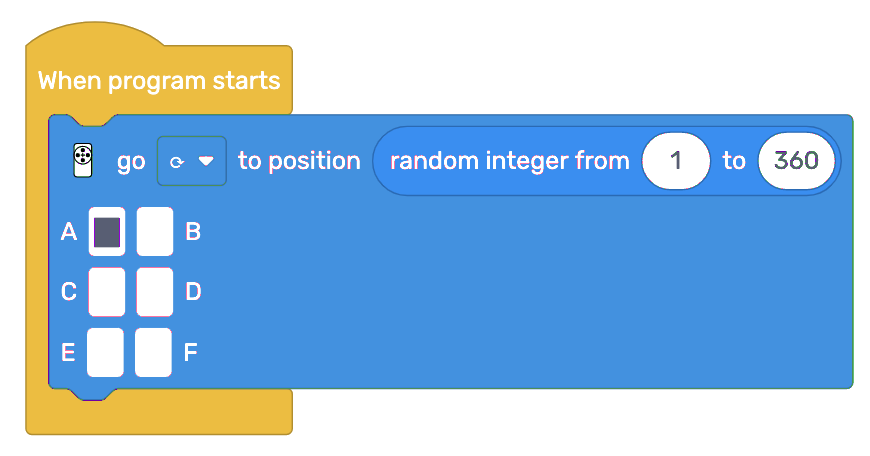 When program starts
go to position random integer from 1 to 360
A B
C D
E F